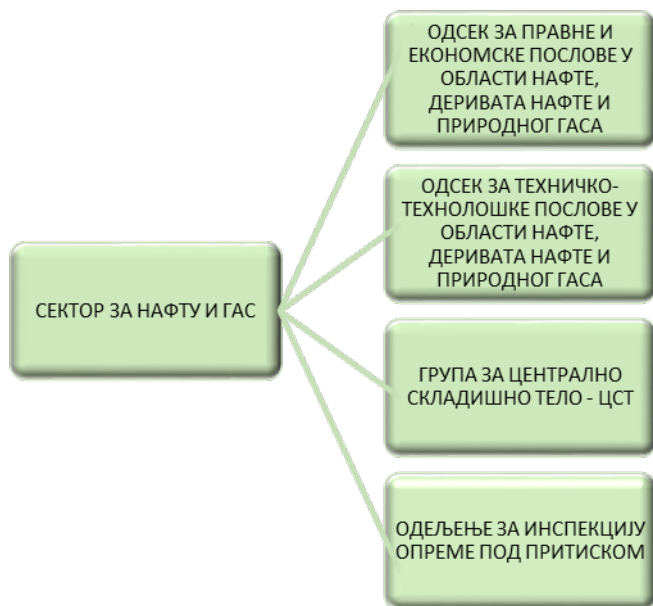 ОДСЕК ЗА ПРАВНЕ И
ЕКОНОМСКЕ ПОСЛОВЕ У
ОБЛАСТИ НАФТЕ,
ДЕРИВАТА НАФТЕ И
ПРИРОДНОГ ГАСА
ОДСЕК ЗА ТЕХНИЧКО-
ТЕХНОЛОШКЕ ПОСЛОВЕ У
ОБЛАСТИ НАФТЕ,
ДЕРИВАТА НАФТЕ И
ПРИРОДНОГ ГАСА
СЕКТОР ЗА НАФТУ И ГАС
ГРУПА ЗА ЦЕНТРАЛНО
СКЛАДИШНО ТЕЛО - ЦСТ
ОДЕЉЕЊЕ ЗА ИНСПЕКЦИЈУ
ОПРЕМЕ ПОД ПРИТИСКОМ